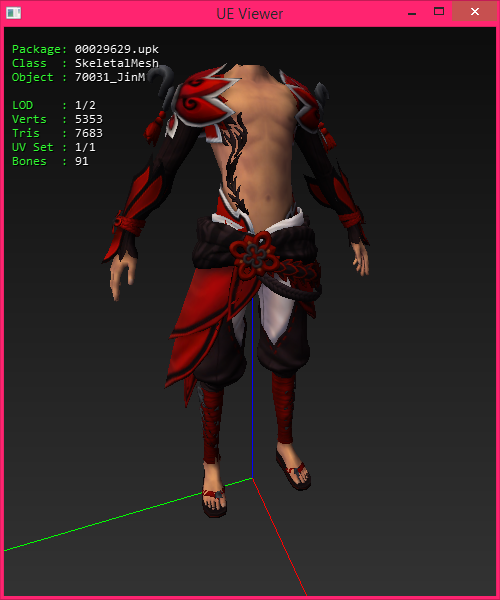 UE Viewer
Package: 00029629.upk
Class : SkeletalMesh
Object : 70031_JinM
LOD : 1/2
Verts : 5353
Tris : 7683
UV Set : 1/1
Bones : 91